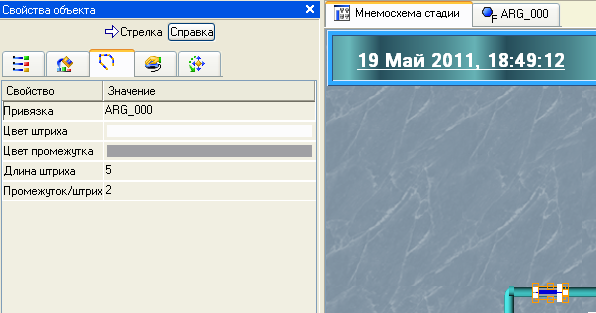 Свойства объекта
Стрелка Справка
Свойство Значение
Привязка ARG_000
Цвет штриха
Цвет промежутка
Длина штриха 5
Промежуток/штрих 2
Мнемосхема стадии F ARG_000
19 Май 2011, 18:49:12